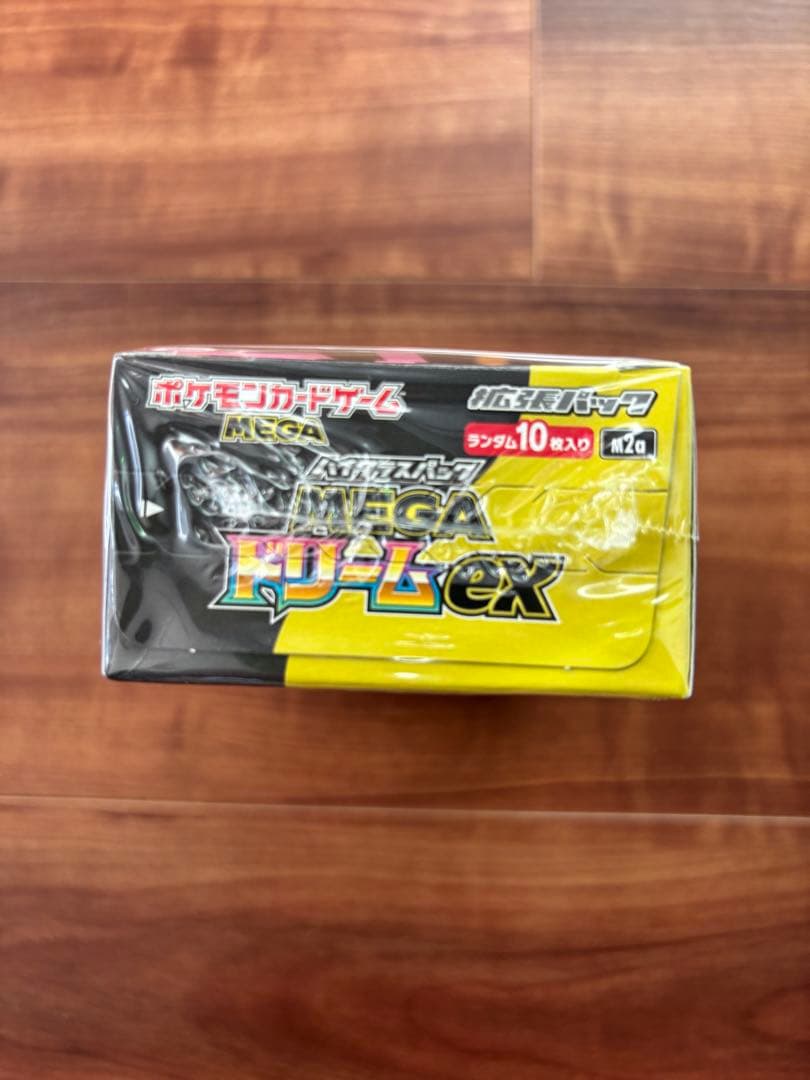 ポケモンカードゲーム
MEGA
拡張パック
ランダム10枚入り
M2a
ハイクラスパック
MEGA
ドリームex